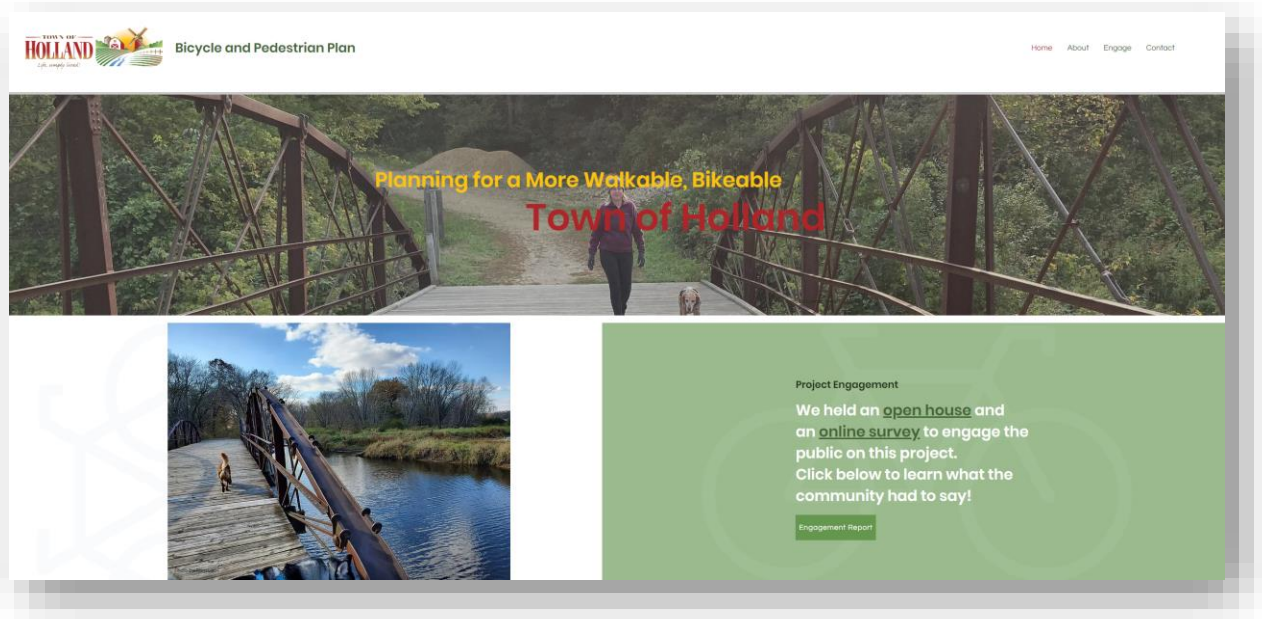 TOWN OF
HOLLAND
Life, simply lived!
Bicycle and Pedestrian Plan
Home About Engage Contact
Planning for a More Walkable, Bikeable
Town of Holland
Project Engagement
We held an open house and
an online survey to engage the
public on this project.
Click below to learn what the
community had to say!
Engagement Report